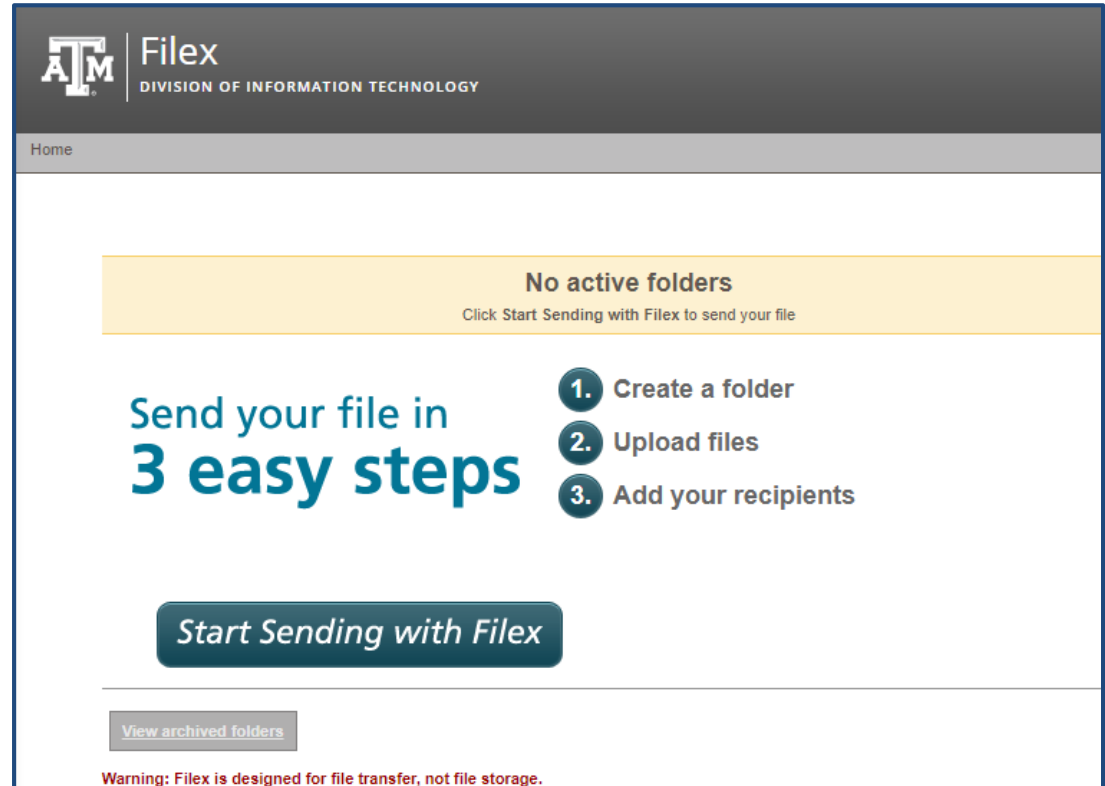 ATM Filex
DIVISION OF INFORMATION TECHNOLOGY
Home
No active folders
Click Start Sending with Filex to send your file
Send your file in
3 easy steps
1. Create a folder
2. Upload files
3. Add your recipients
Start Sending with Filex
View archived folders
Warning: Filex is designed for file transfer, not file storage.